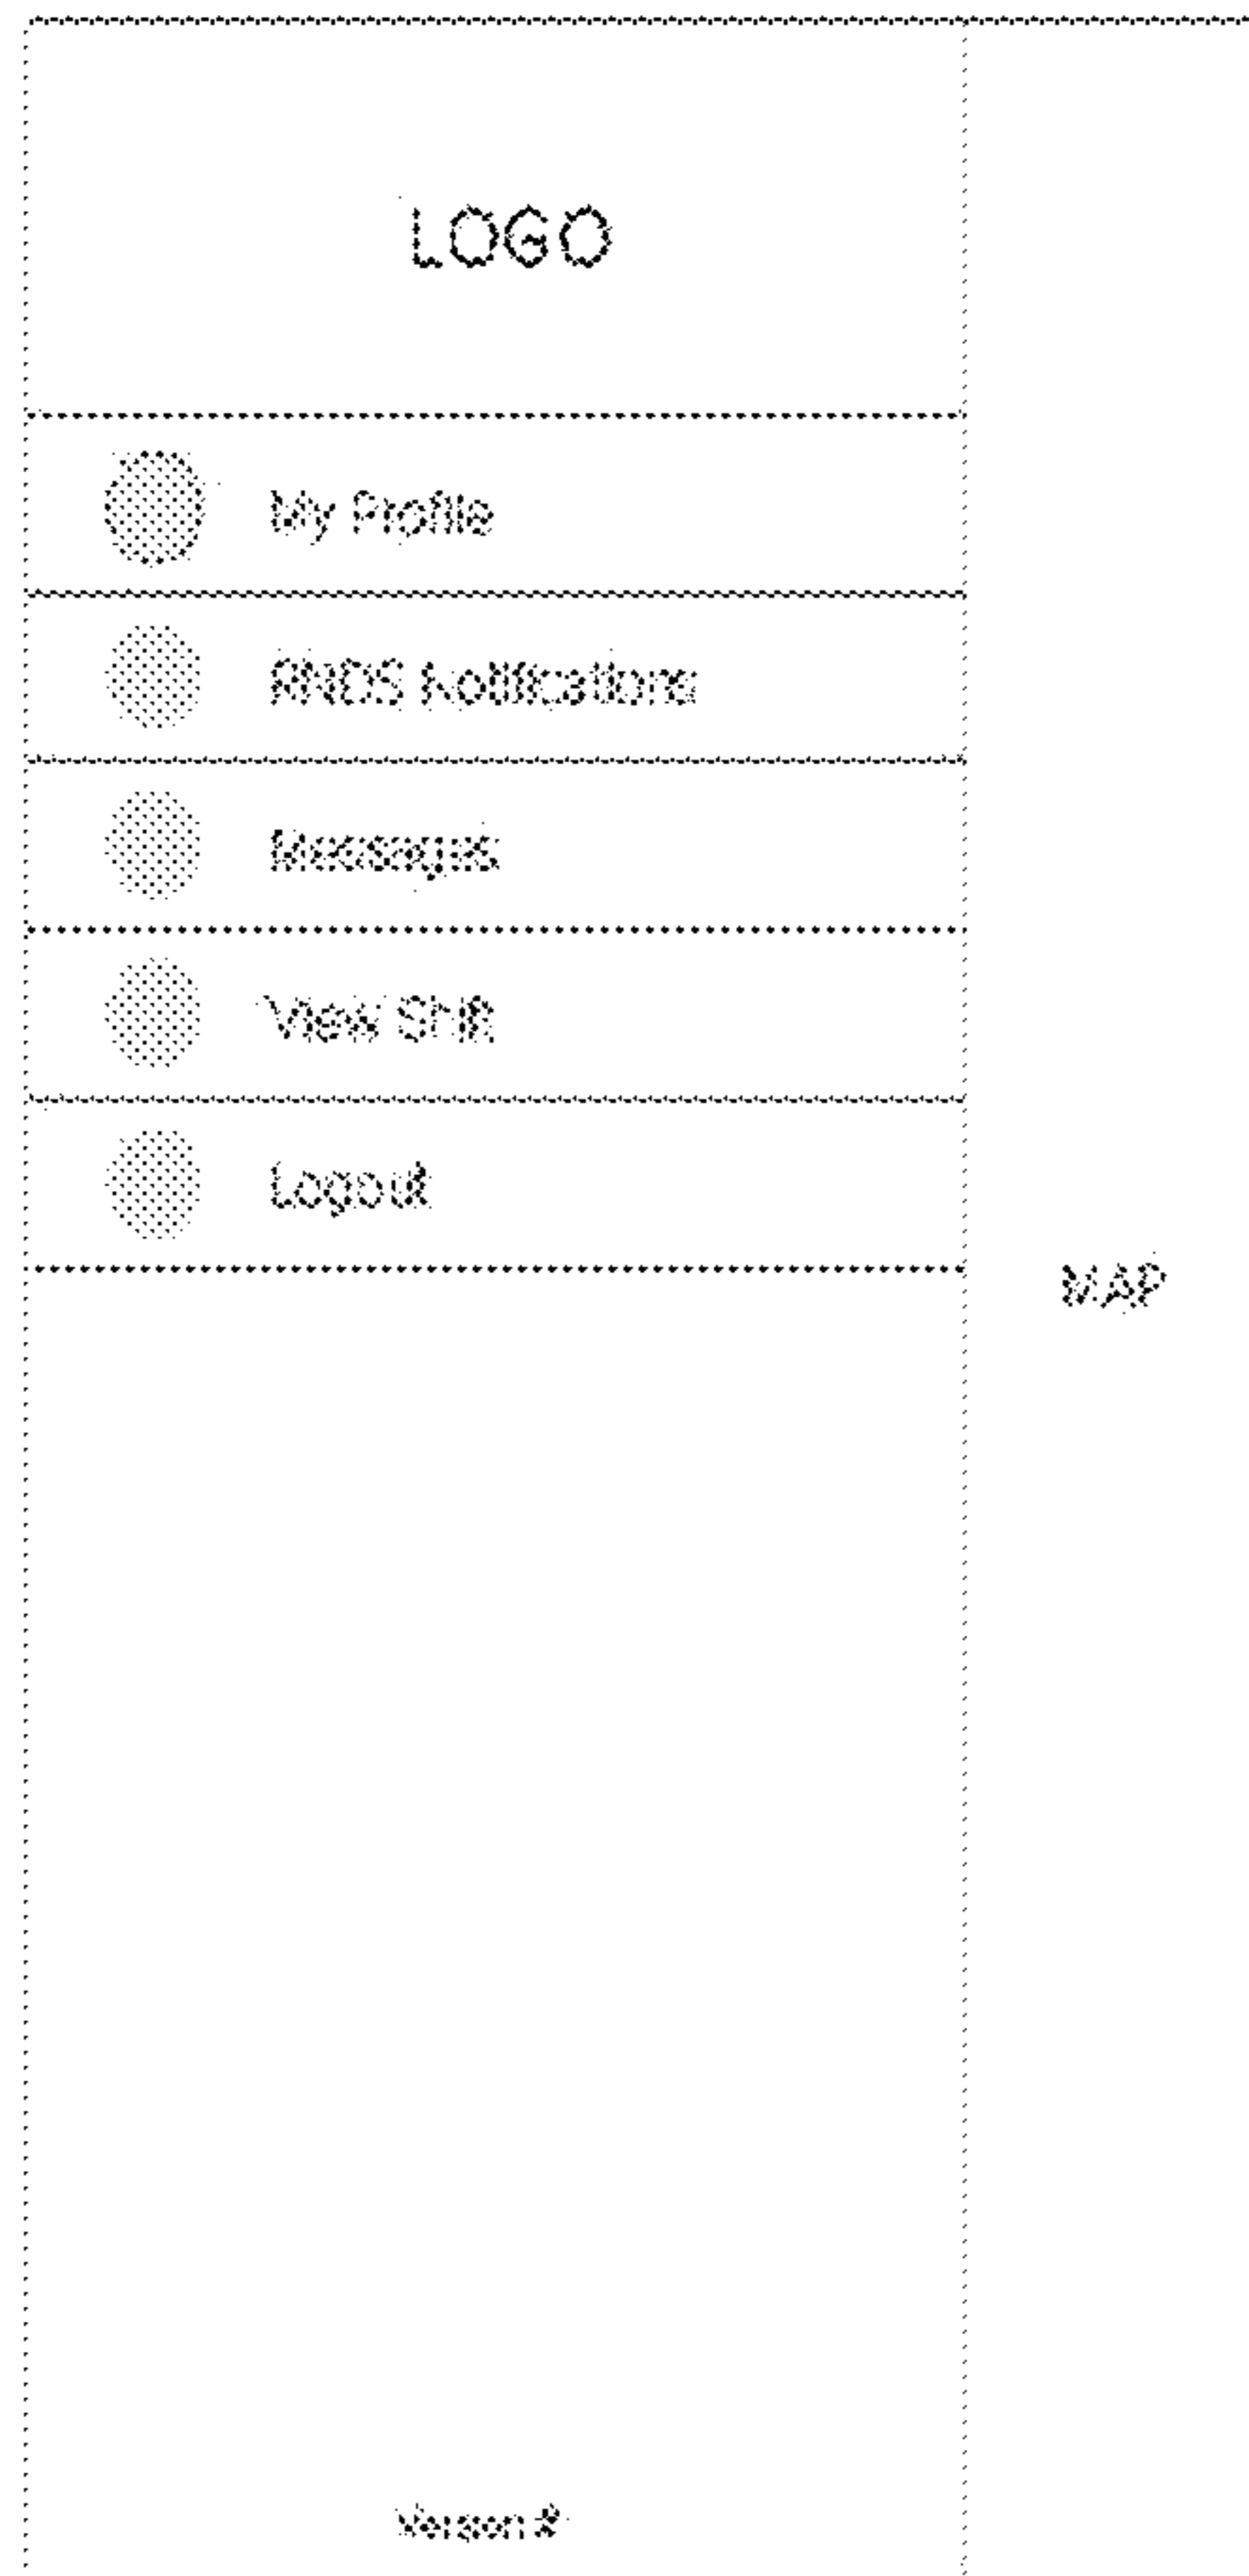 LOGO
My Profile
RNDS Notifications
Messages
View Shift
Logout
MAP
Version #